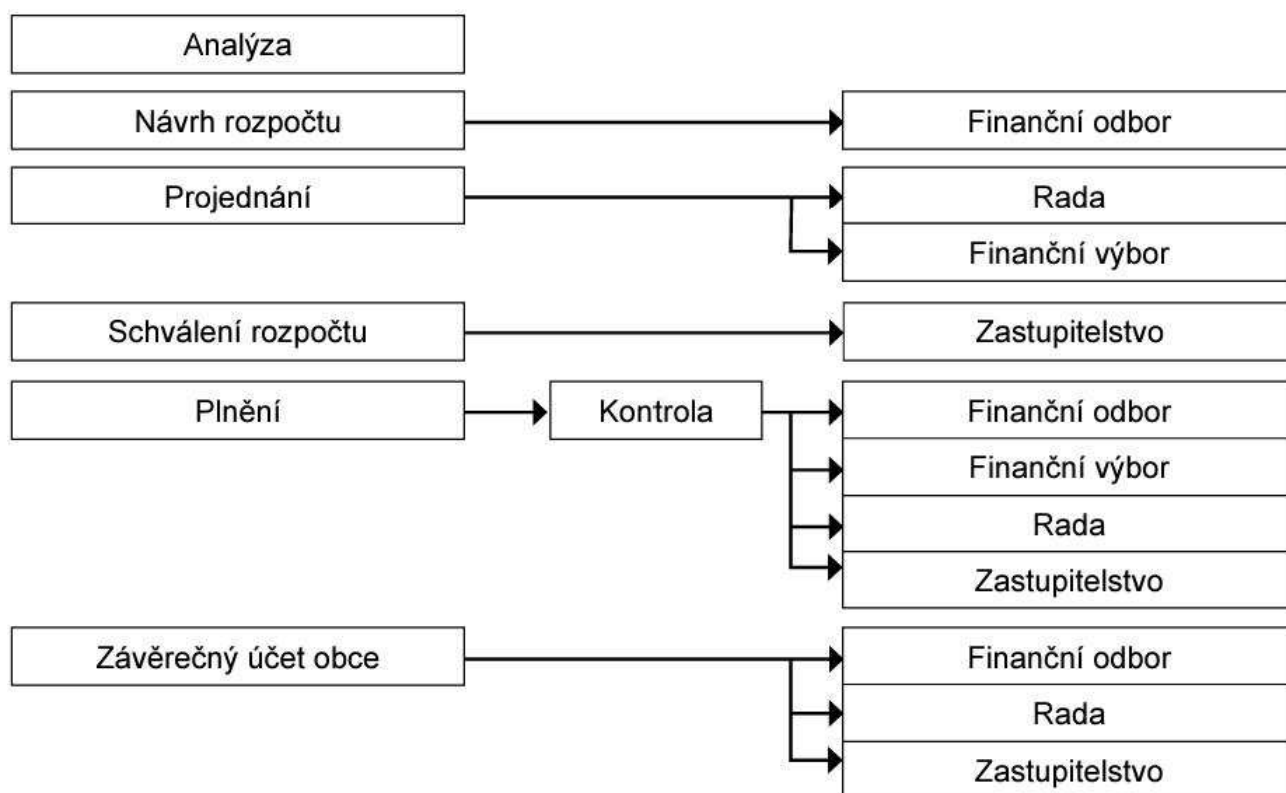 Analýza
Návrh rozpočtu
Finanční odbor
Projednání
Rada
Finanční výbor
Schválení rozpočtu
Zastupitelstvo
Plnění
Kontrola
Finanční odbor
Finanční výbor
Rada
Zastupitelstvo
Závěrečný účet obce
Finanční odbor
Rada
Zastupitelstvo